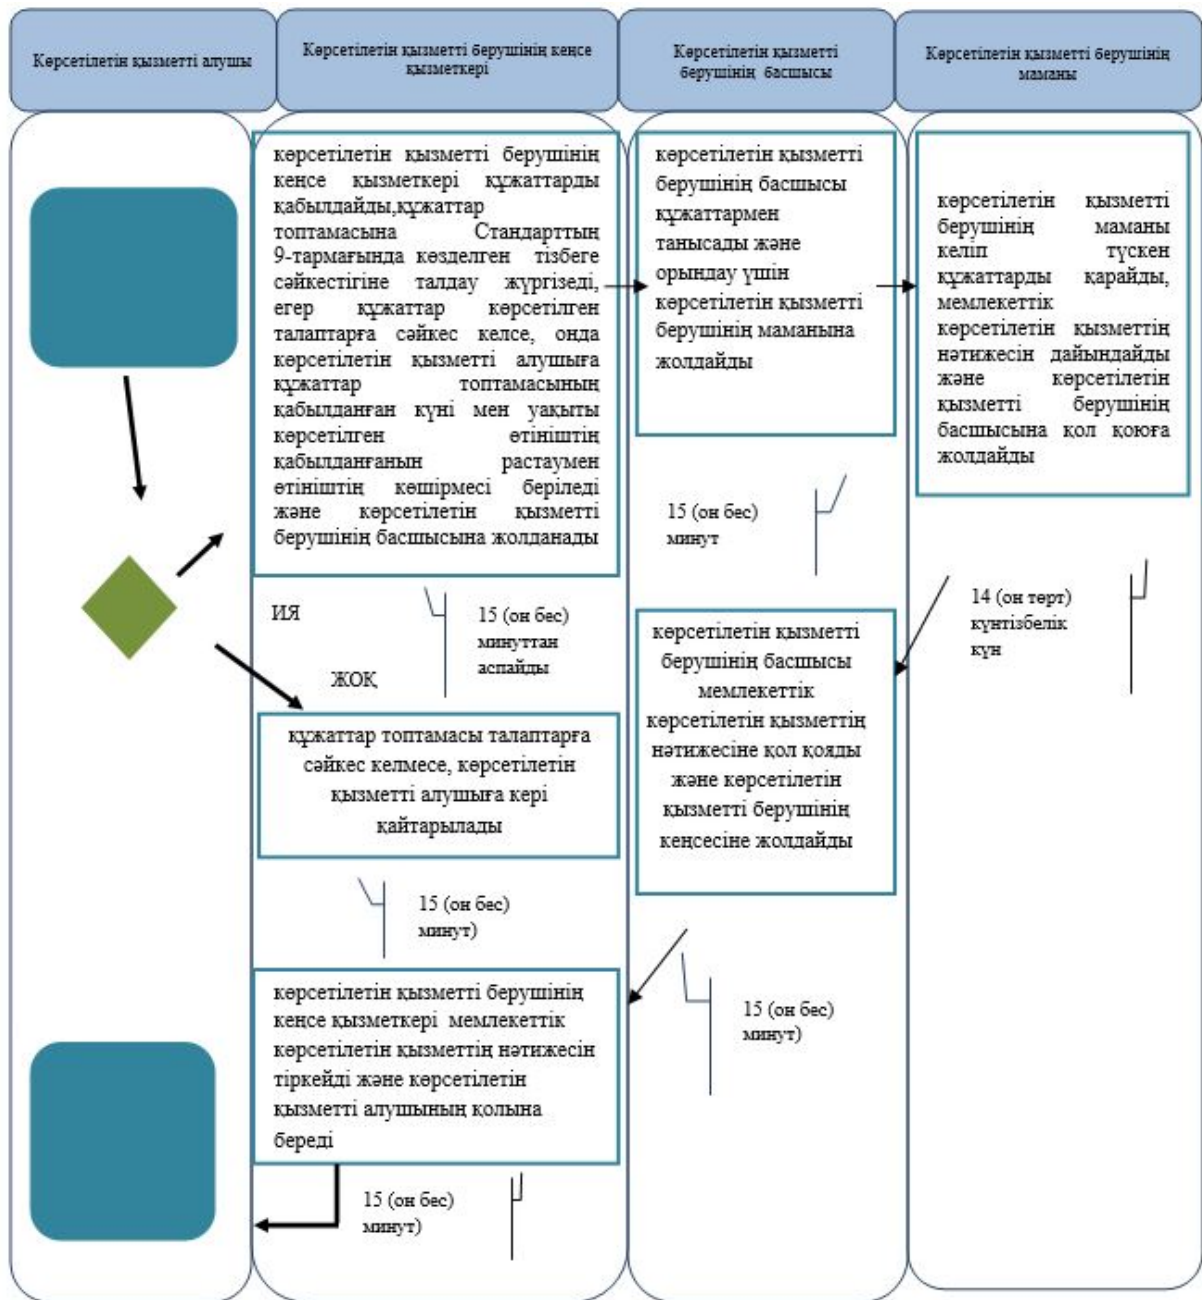 Көрсетілетін қызметті алушы
Көрсетілетін қызметті берушінің кеңсе
қызметкері
Көрсетілетін қызметті
берушінің басшысы
Көрсетілетін қызметті берушінің
маманы
көрсетілетін қызметті берушінің
кеңсе қызметкері құжаттарды
қабылдайды,құжаттар
топтамасына Стандарттың
9-тармағында көзделген тізбеге
сәйкестігіне талдау жүргізеді,
егер құжаттар көрсетілген
талаптарға сәйкес келсе, онда
көрсетілетін қызметті алушыға
құжаттар топтамасының
қабылданған күні мен уақыты
көрсетілген өтініштің
қабылданғанын растаумен
өтініштің көшірмесі беріледі
және көрсетілетін қызметті
берушінің басшысына жолданады
көрсетілетін қызметті
берушінің басшысы
құжаттармен
танысады және
орындау үшін
көрсетілетін қызметті
берушінің маманына
жолдайды
көрсетілетін қызметті
берушінің маманы
келіп түскен
құжаттарды қарайды,
мемлекеттік
көрсетілетін қызметтің
нәтижесін дайындайды
және көрсетілетін
қызметті берушінің
басшысына қол қоюға
жолдайды
15 (он бес)
минут
ИЯ
15 (он бес)
минуттан
аспайды
14 (он төрт)
күнтізбелік
күн
ЖОҚ
көрсетілетін қызметті
берушінің басшысы
мемлекеттік
көрсетілетін қызметтің
нәтижесіне қол қояды
және көрсетілетін
қызметті берушінің
кеңсесіне жолдайды
құжаттар топтамасы талаптарға
сәйкес келмесе, көрсетілетін
қызметті алушыға кері
қайтарылады
15 (он бес)
минут)
15 (он бес)
минут)
көрсетілетін қызметті берушінің
кеңсе қызметкері мемлекеттік
көрсетілетін қызметтің нәтижесін
тіркейді және көрсетілетін
қызметті алушының қолына
береді
15 (он бес)
минут)